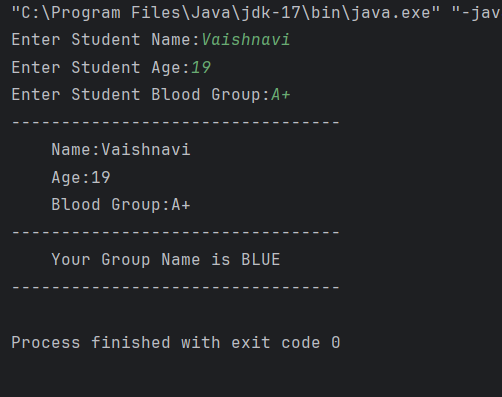 "C:\Program Files\Java\jdk-17\bin\java.exe" "-jav
Enter Student Name:Vaishnavi
Enter Student Age:19
Enter Student Blood Group:A+
---------------------------------
    Name:Vaishnavi
    Age:19
    Blood Group:A+
---------------------------------
    Your Group Name is BLUE
---------------------------------
Process finished with exit code 0